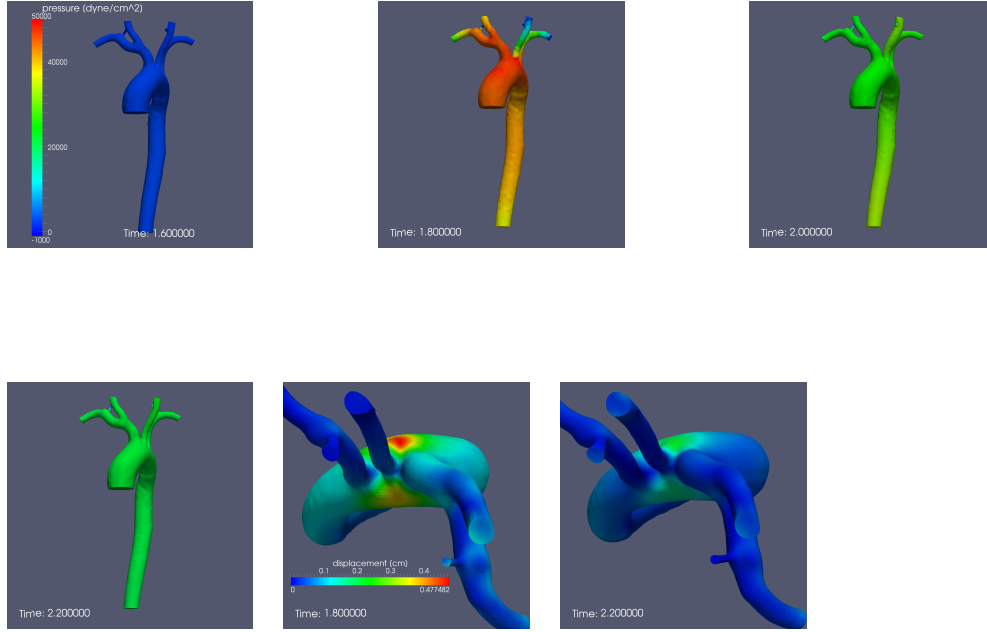 pressure (dyne/cm^2)
50000
40000
20000
0
-1000
Time: 1.600000
Time: 1.800000
Time: 2.000000
Time: 2.200000
displacement (cm)
0.1 0.2 0.3 0.4
0 0.477482
Time: 1.800000
Time: 2.200000